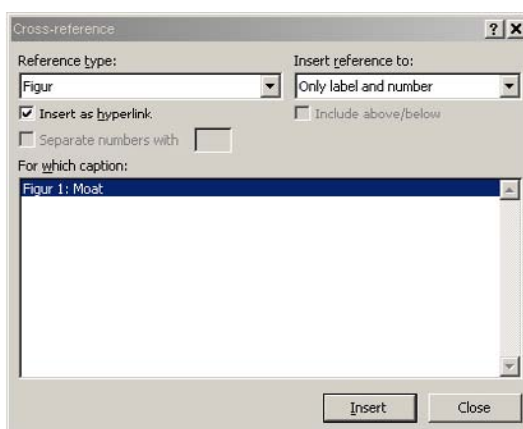 Cross-reference
Reference type:
Insert reference to:
Figur
Only label and number
Insert as hyperlink
Include above/below
Separate numbers with
For which caption:
Figur 1: Moat
Insert
Close